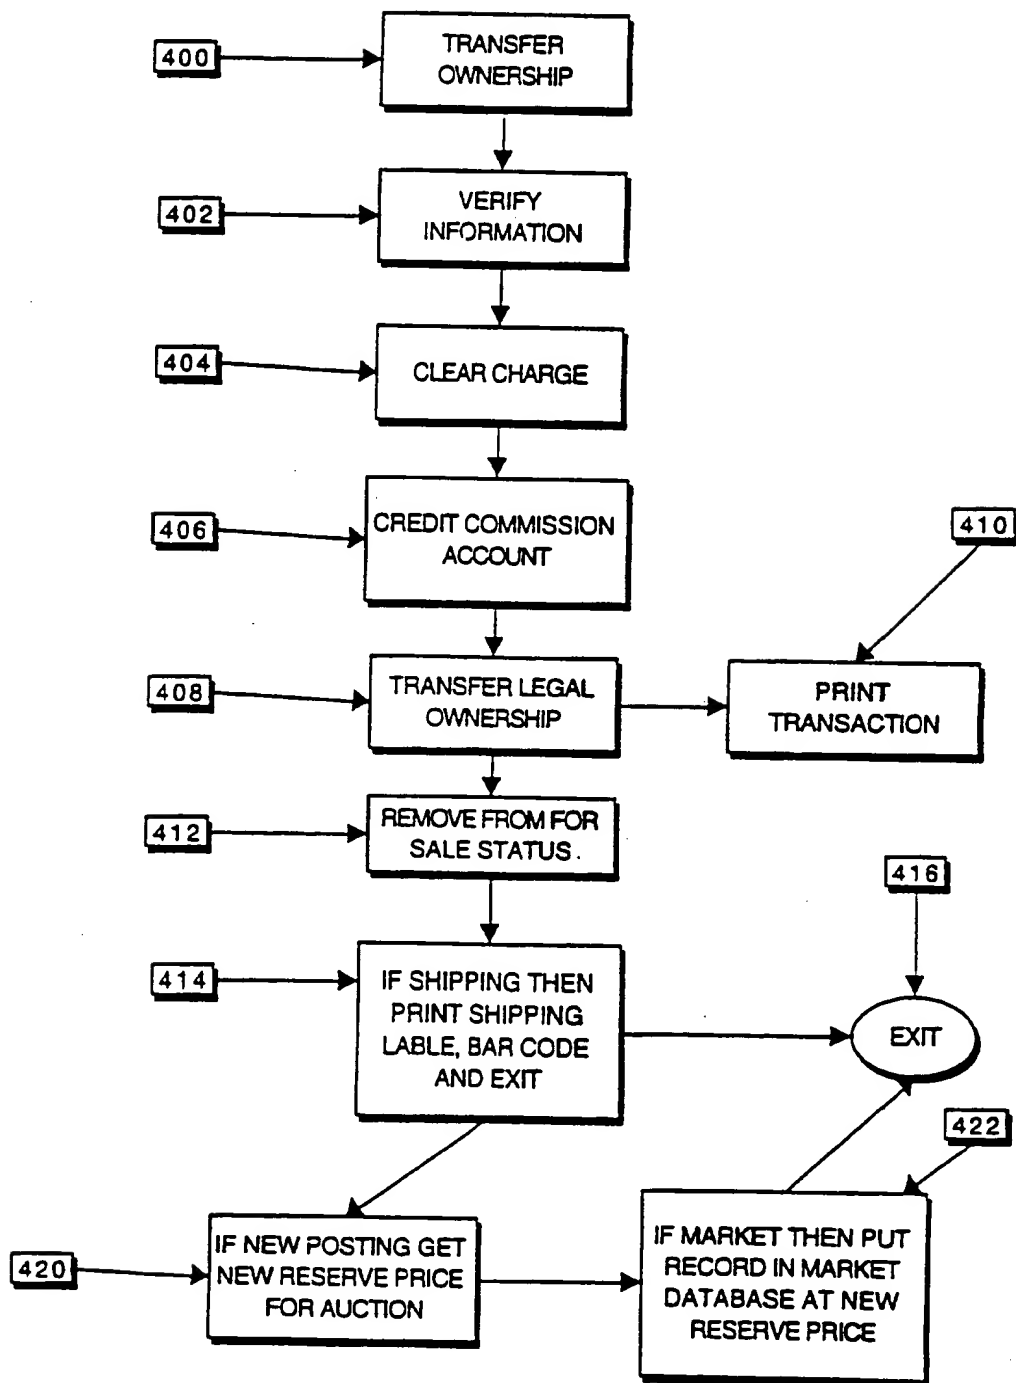 400
TRANSFER
OWNERSHIP
402
VERIFY
INFORMATION
404
CLEAR CHARGE
406
CREDIT COMMISSION
ACCOUNT
410
408
TRANSFER LEGAL
OWNERSHIP
PRINT
TRANSACTION
412
REMOVE FROM FOR
SALE STATUS.
416
414
IF SHIPPING THEN
PRINT SHIPPING
LABLE, BAR CODE
AND EXIT
EXIT
422
420
IF NEW POSTING GET
NEW RESERVE PRICE
FOR AUCTION
IF MARKET THEN PUT
RECORD IN MARKET
DATABASE AT NEW
RESERVE PRICE